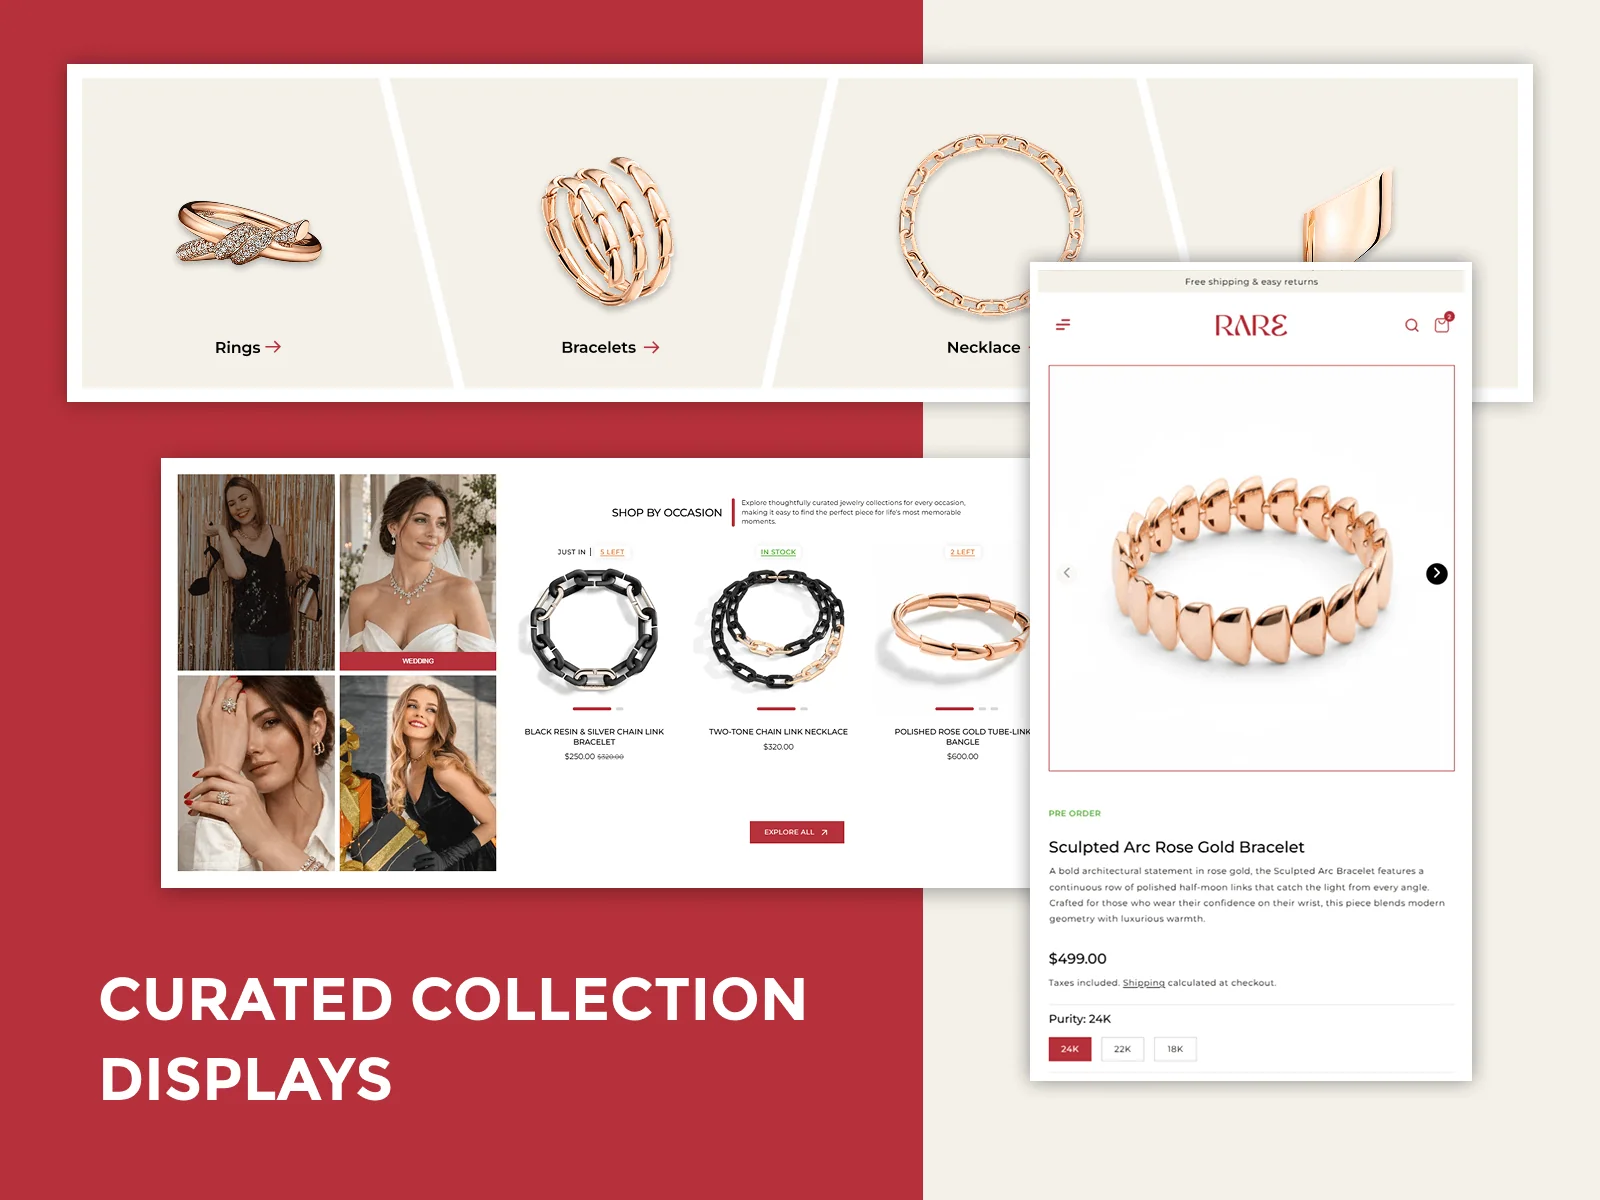 Rings
Bracelets
Necklace
Free shipping & easy returns
RARE
2
SHOP BY OCCASION
Explore thoughtfully curated jewelry collections for every occasion,
making it easy to find the perfect piece for life's most memorable
moments.
WEDDING
JUST IN | 5 LEFT
IN STOCK
2 LEFT
BLACK RESIN & SILVER CHAIN LINK
BRACELET
$250.00 $320.00
TWO-TONE CHAIN LINK NECKLACE
$320.00
POLISHED ROSE GOLD TUBE-LINK
BANGLE
$600.00
EXPLORE ALL
PRE ORDER
Sculpted Arc Rose Gold Bracelet
A bold architectural statement in rose gold, the Sculpted Arc Bracelet features a
continuous row of polished half-moon links that catch the light from every angle.
Crafted for those who wear their confidence on their wrist, this piece blends modern
geometry with luxurious warmth.
$499.00
Taxes included. Shipping calculated at checkout.
Purity: 24K
24K
22K
18K
CURATED COLLECTION
DISPLAYS